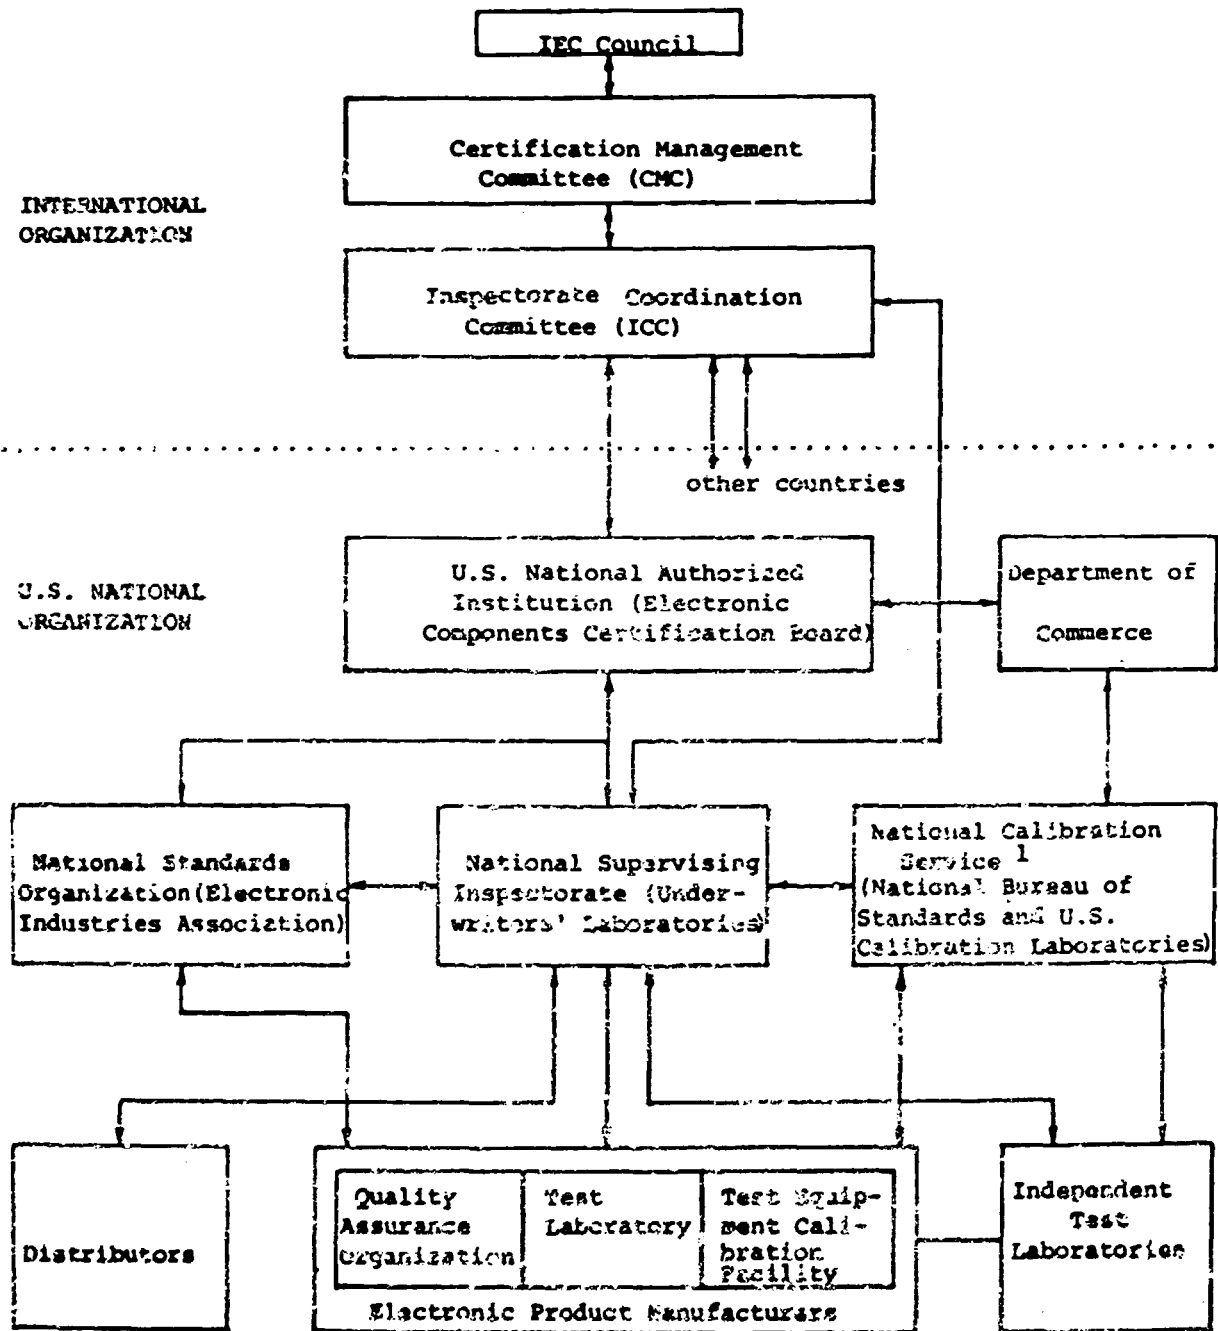 IEC Council
Certification Management
Committee (CMC)
INTERNATIONAL
ORGANIZATION
Inspectorate Coordination
Committee (ICC)
other countries
U.S. NATIONAL
ORGANIZATION
U.S. National Authorized
Institution (Electronic
Components Certification Board)
Department of
Commerce
National Standards
Organization(Electronic
Industries Association)
National Supervising
Inspectorate (Under-
writers' Laboratories)
National Calibration
Service 1
(National Bureau of
Standards and U.S.
Calibration Laboratories)
Distributors
Quality
Assurance
Organization
Test
Laboratory
Test Equip-
ment Cali-
bration
Facility
Electronic Product Manufacturers
Independent
Test
Laboratories